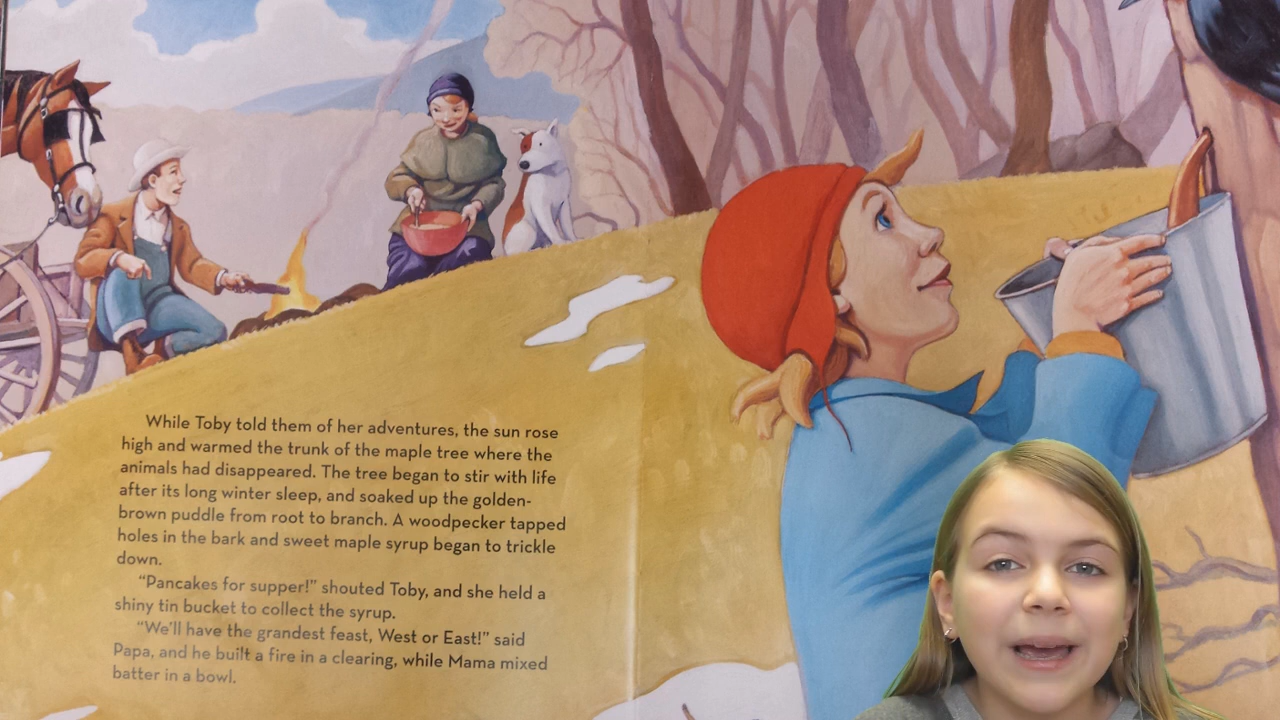 While Toby told them of her adventures, the sun rose
high and warmed the trunk of the maple tree where the
animals had disappeared. The tree began to stir with life
after its long winter sleep, and soaked up the golden-
brown puddle from root to branch. A woodpecker tapped
holes in the bark and sweet maple syrup began to trickle
down.
“Pancakes for supper!” shouted Toby, and she held a
shiny tin bucket to collect the syrup.
“We’ll have the grandest feast, West or East!” said
Papa, and he built a fire in a clearing, while Mama mixed
batter in a bowl.